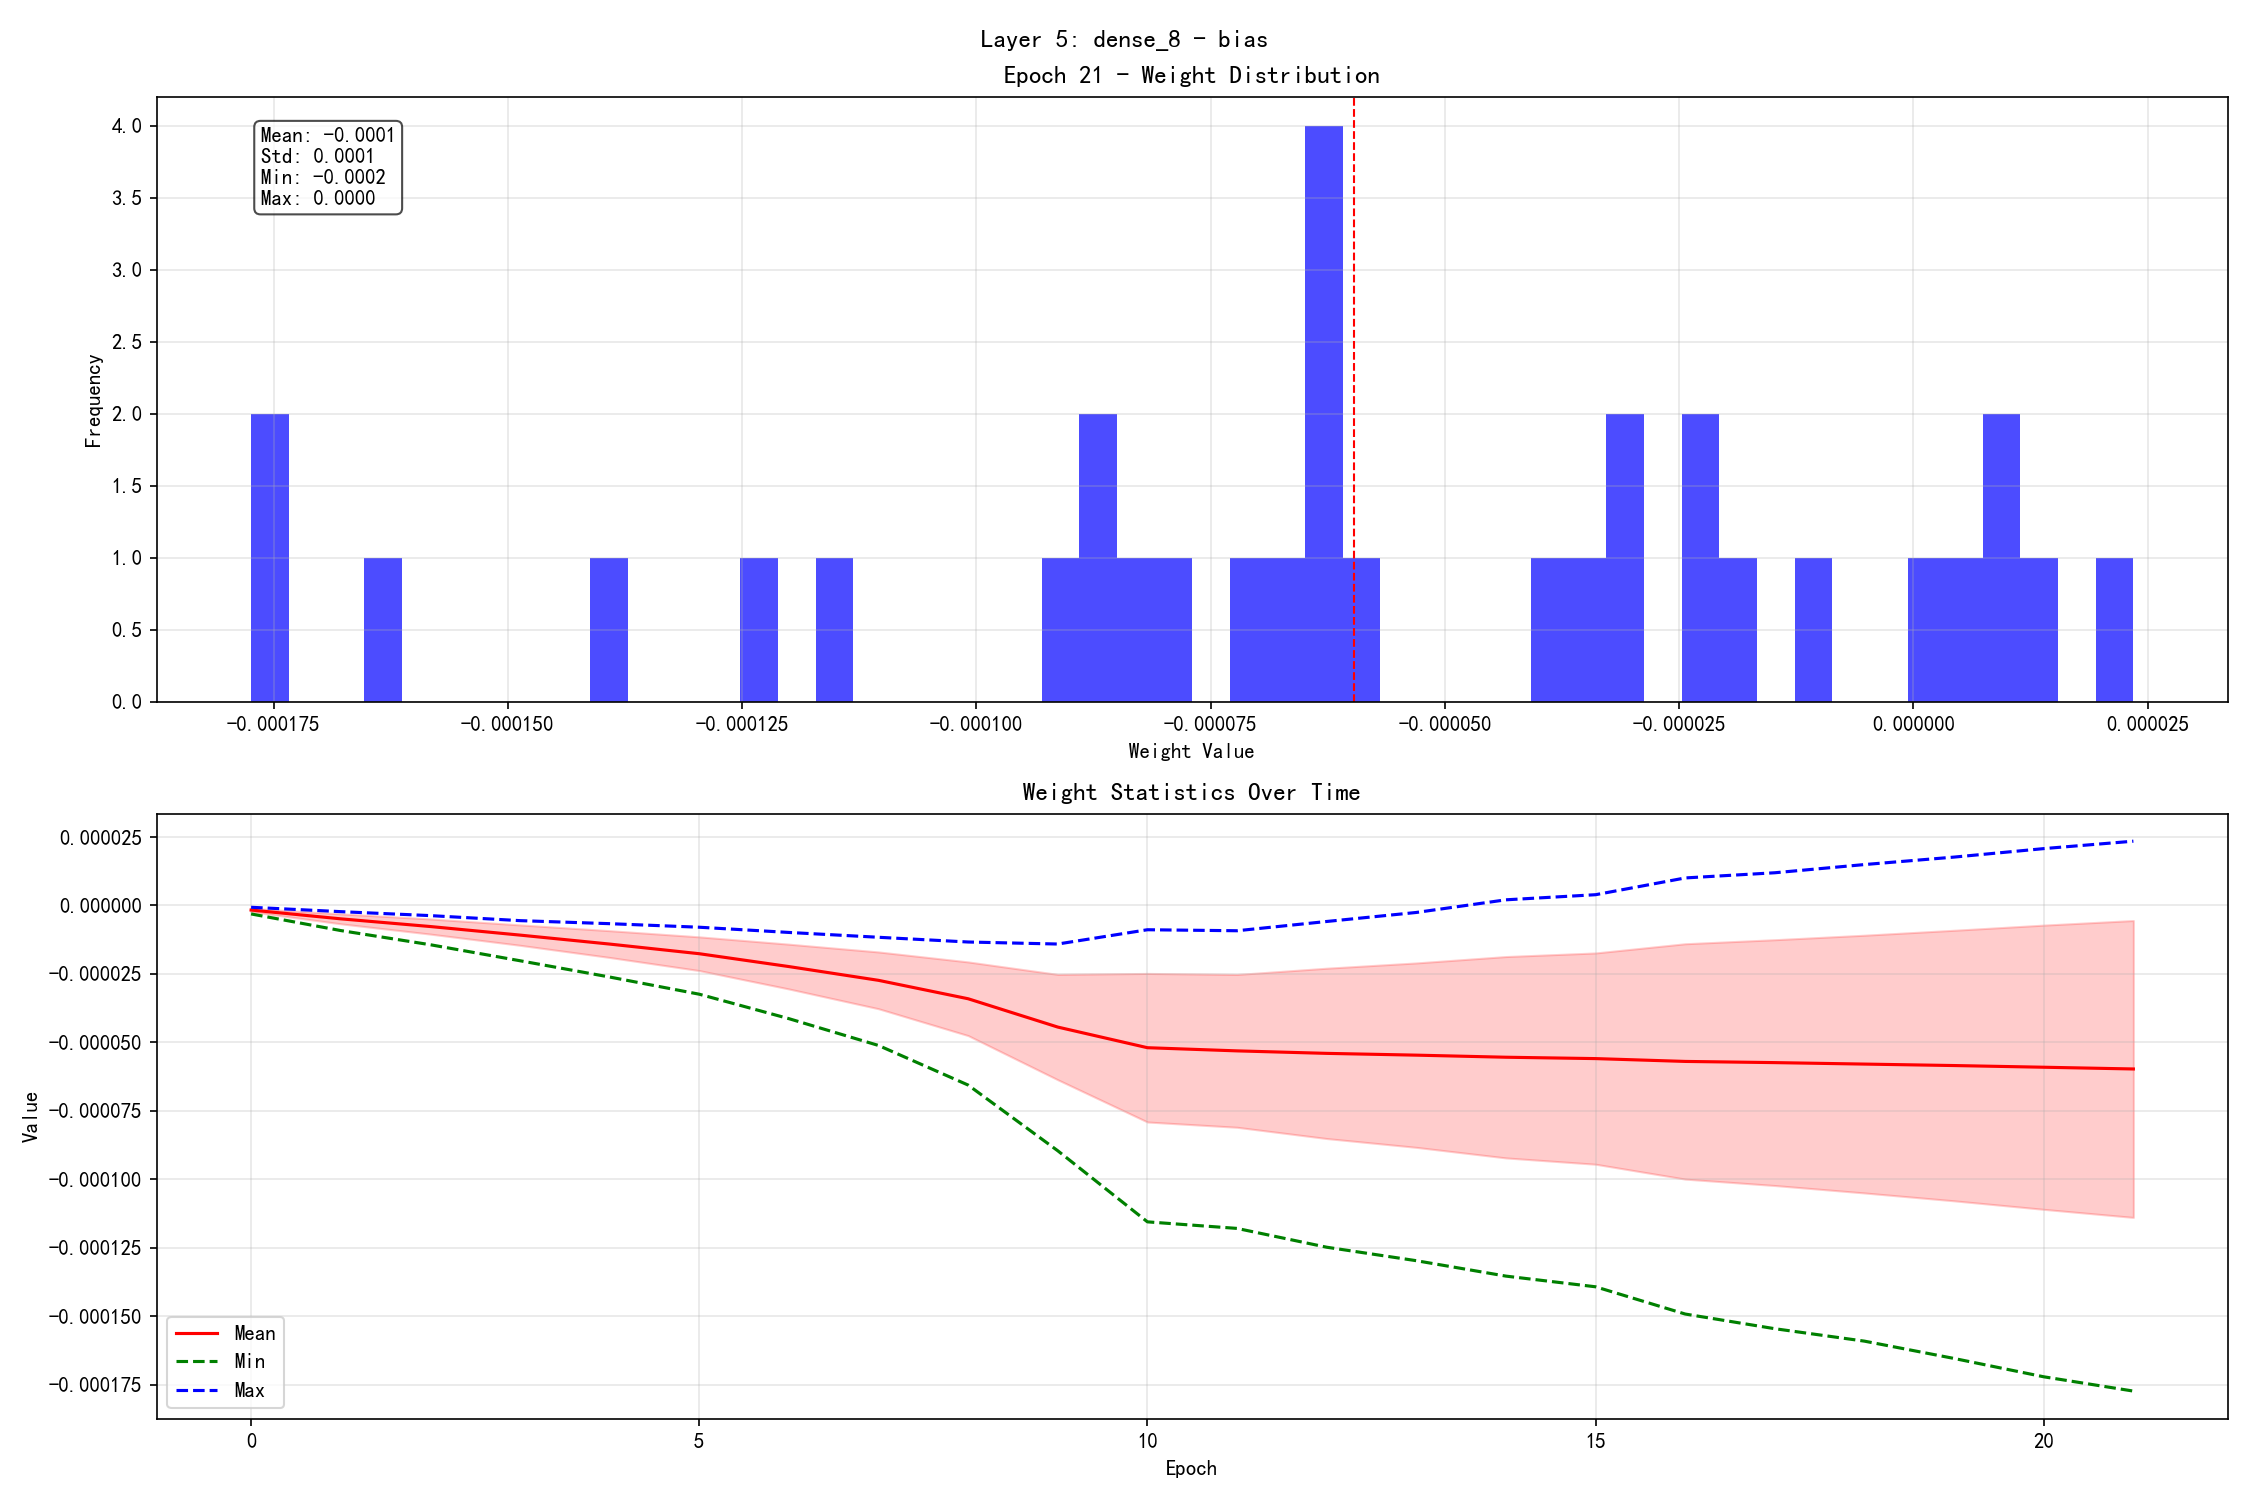 Layer 5: dense_8 - bias
Epoch 21 - Weight Distribution
Mean: -0.0001
Std: 0.0001
Min: -0.0002
Max: 0.0000
4.0
3.5
3.0
2.5
2.0
1.5
1.0
0.5
0.0
Frequency
-0.000175 -0.000150 -0.000125 -0.000100 -0.000075 -0.000050 -0.000025 0.000000 0.000025
Weight Value
Weight Statistics Over Time
0.000025
0.000000
-0.000025
-0.000050
-0.000075
-0.000100
-0.000125
-0.000150
-0.000175
Value
Mean
Min
Max
0 5 10 15 20
Epoch